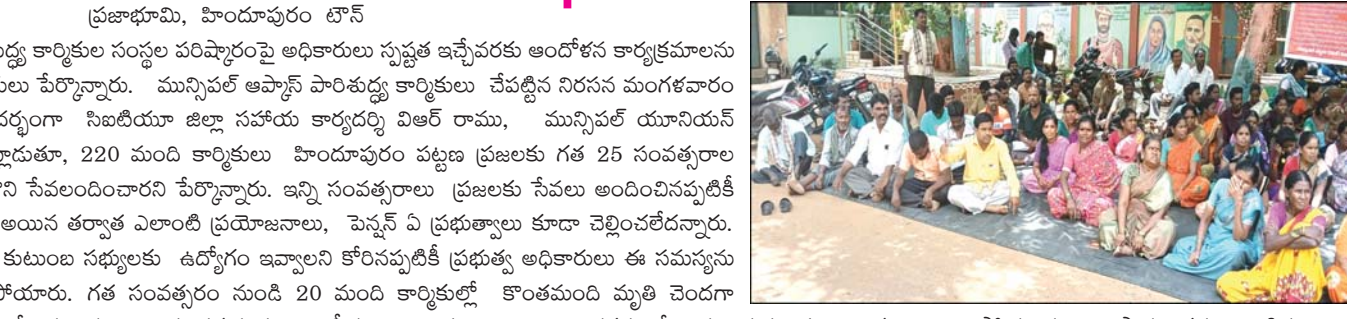 ప్రజాభూమి, హిందూపురం టౌన్
కార్మికుల సంస్థల పరిష్కారంపై అధికారులు స్పష్టత ఇచ్చేవరకు ఆందోళన కార్యక్రమాలను
పేర్కొన్నారు. మున్సిపల్ ఆప్కాస్ పారిశుద్ధ్య కార్మికులు చేపట్టిన నిరసన మంగళవారం
సిఐటియూ జిల్లా సహాయ కార్యదర్శి విఆర్ రాము, మున్సిపల్ యూనియన్
220 మంది కార్మికులు హిందూపురం పట్టణ ప్రజలకు గత 25 సంవత్సరాల
సేవలందించారని పేర్కొన్నారు. ఇన్ని సంవత్సరాలు ప్రజలకు సేవలు అందించినప్పటికీ
అయిన తర్వాత ఎలాంటి ప్రయోజనాలు, పెన్షన్ ఏ ప్రభుత్వాలు కూడా చెల్లించలేదన్నారు.
కుటుంబ సభ్యులకు ఉద్యోగం ఇవ్వాలని కోరినప్పటికీ ప్రభుత్వ అధికారులు ఈ సమస్యను
గత సంవత్సరం నుండి 20 మంది కార్మికుల్లో కొంతమంది మృతి చెందగా